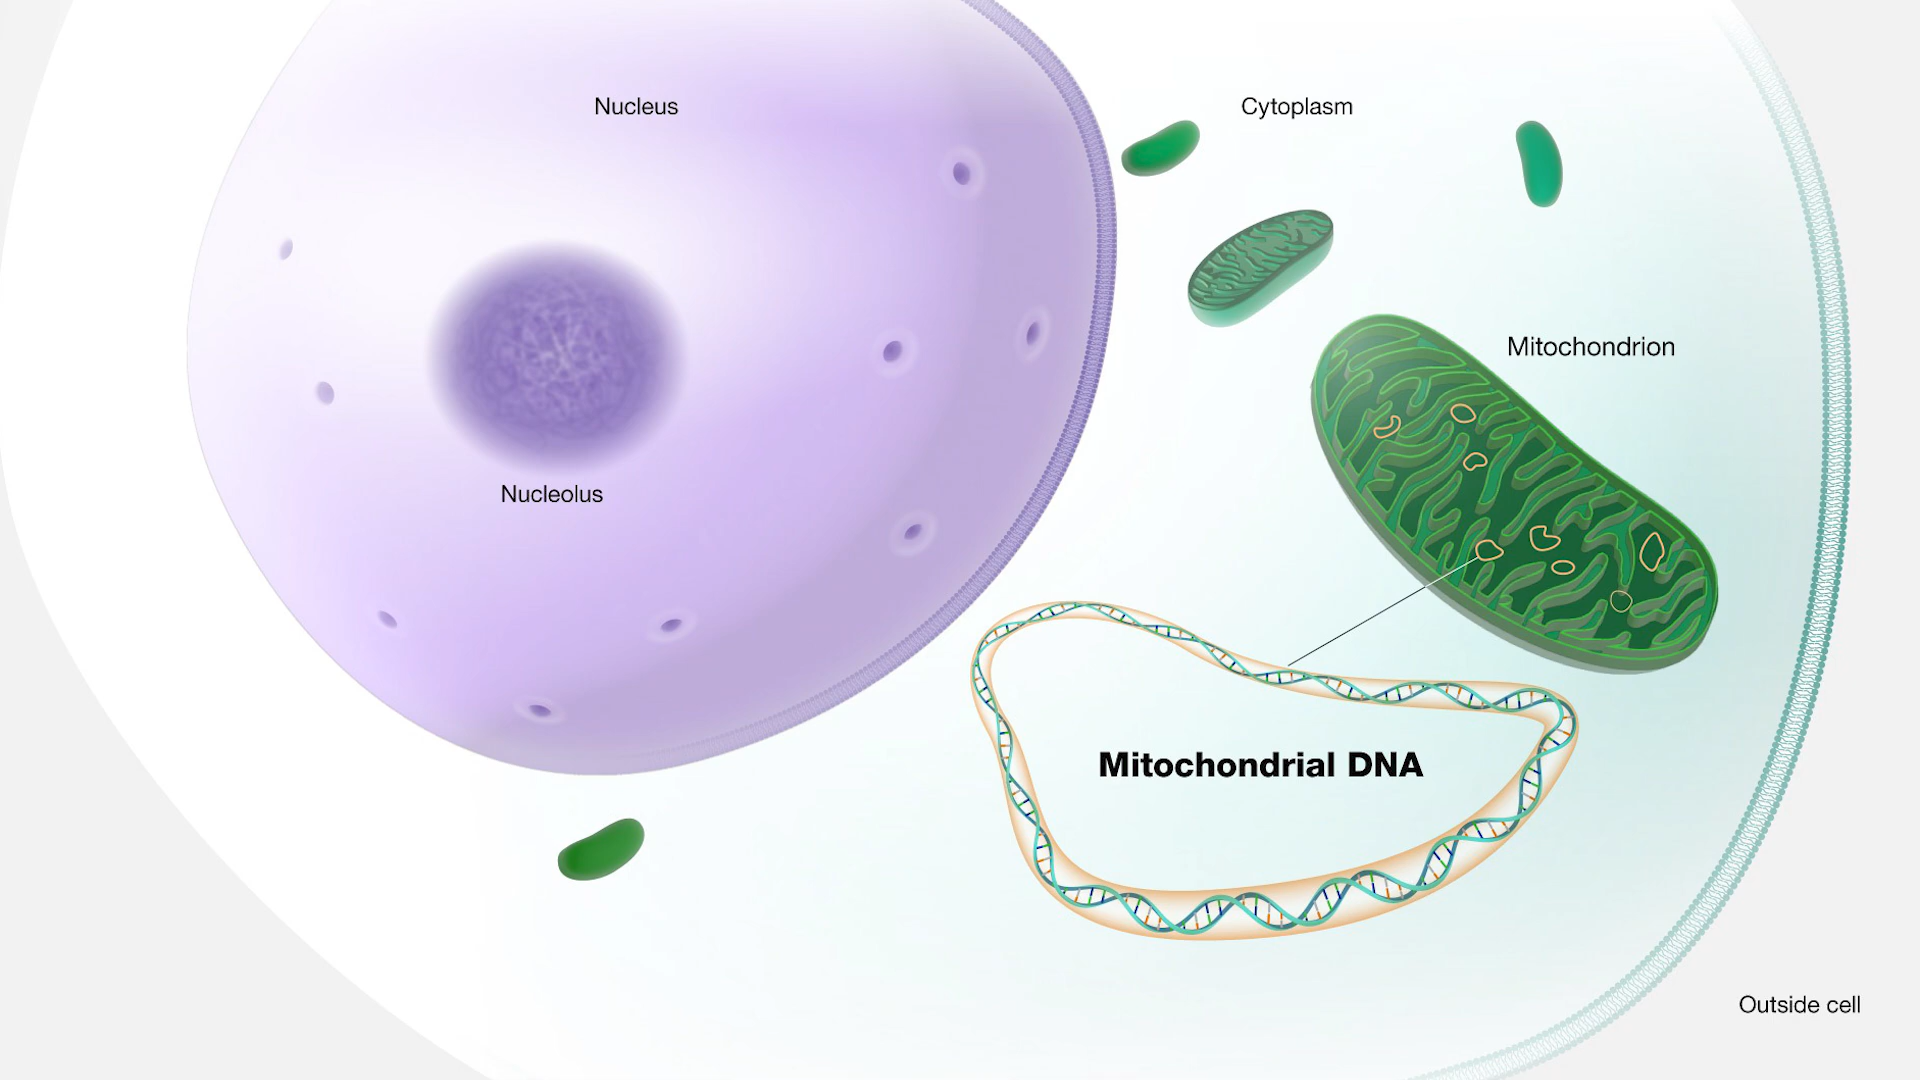 Nucleus
Cytoplasm
Mitochondrion
Nucleolus
Mitochondrial DNA
Outside cell